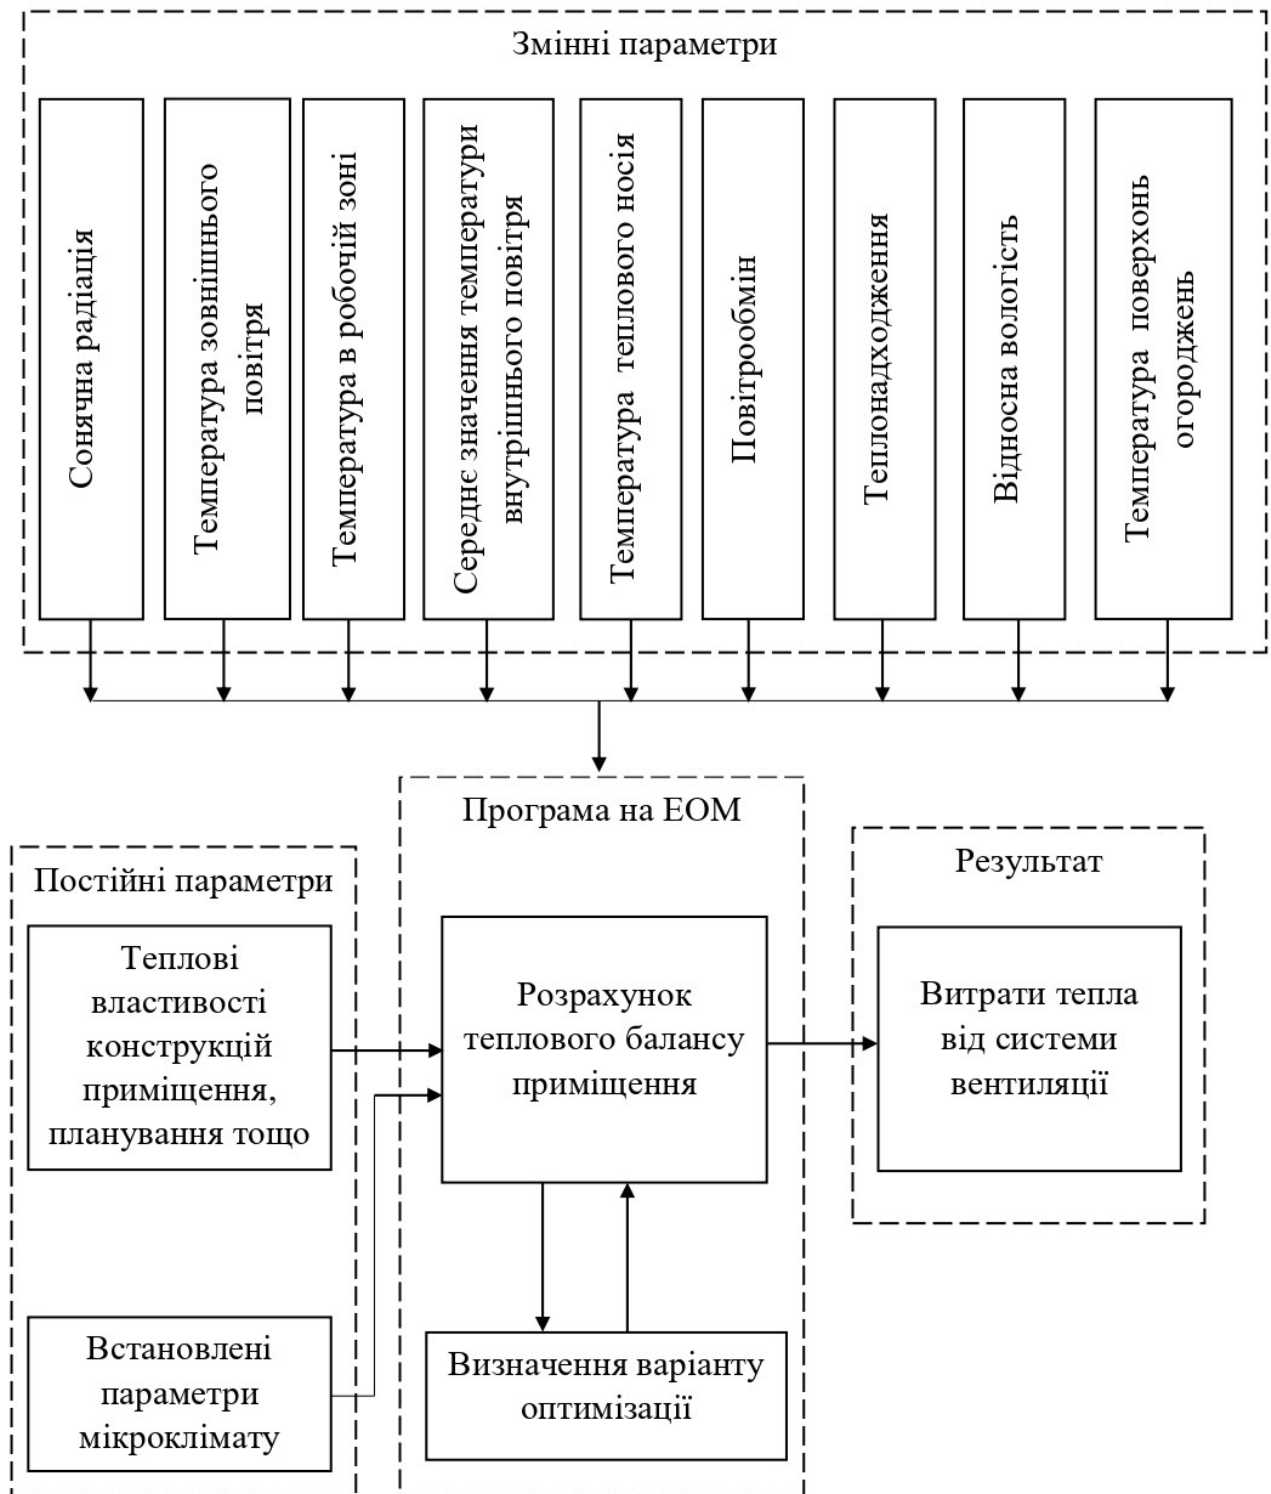 Змінні параметри
Сонячна радіація
Температура зовнішнього
повітря
Температура в робочій зоні
Середнє значення температури
внутрішнього повітря
Температура теплового носія
Повітрообмін
Теплонадходження
Відносна вологість
Температура поверхонь
огороджень
Програма на ЕОМ
Постійні параметри
Результат
Теплові
властивості
конструкцій
приміщення,
планування тощо
Розрахунок
теплового балансу
приміщення
Витрати тепла
від системи
вентиляції
Встановлені
параметри
мікроклімату
Визначення варіанту
оптимізації